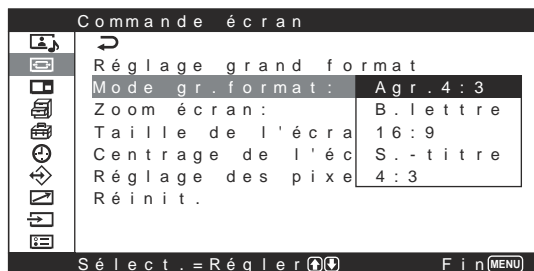 Commande écran
Réglage grand format
Mode gr.format: Agr.4:3
Zoom écran: B.lettre
Taille de l'écra 16:9
Centrage de l'éc S.-titre
Réglage des pixe 4:3
Réinit.
Sélect.=Régler Fin MENU